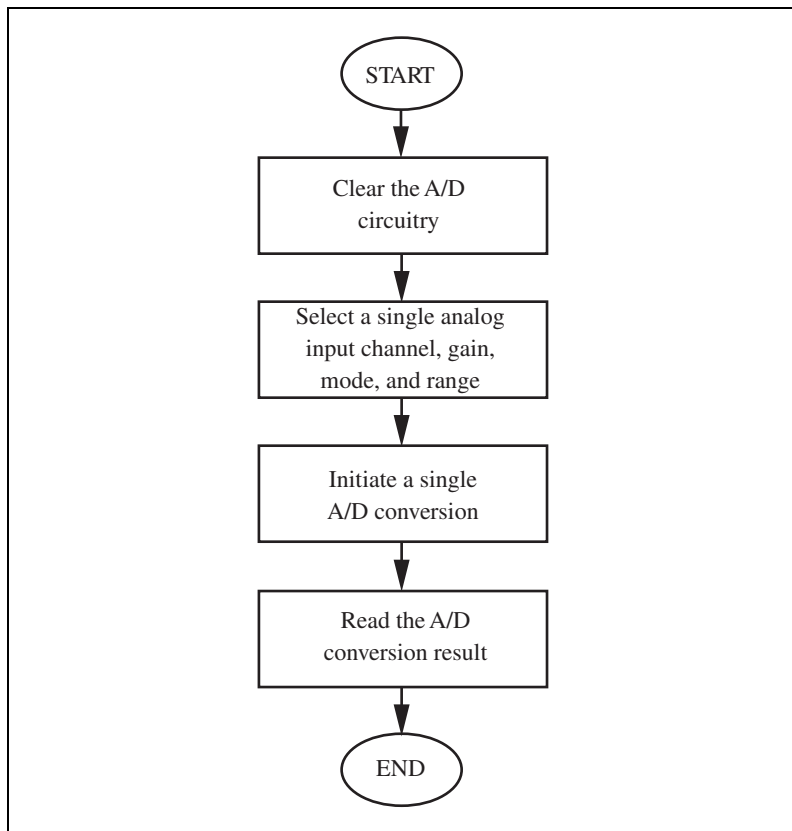 START
Clear the A/D
circuitry
Select a single analog
input channel, gain,
mode, and range
Initiate a single
A/D conversion
Read the A/D
conversion result
END